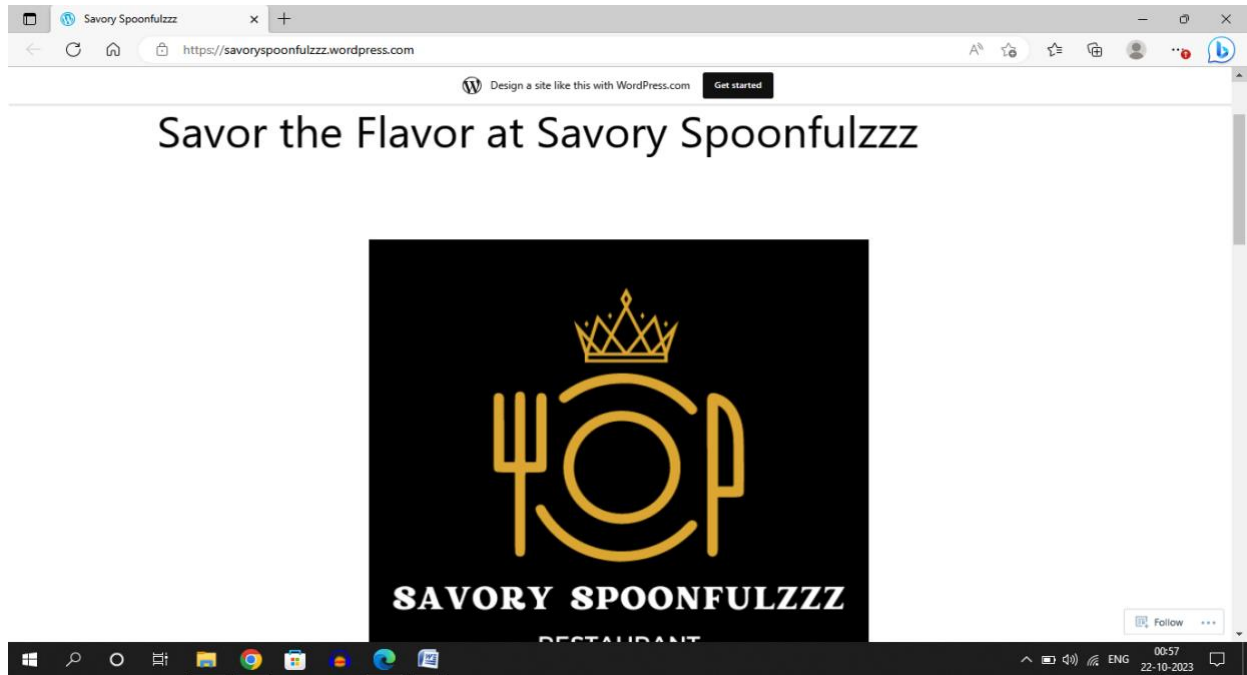 Savory Spoonfulzzz
https://savoryspoonfulzzz.wordpress.com
Design a site like this with WordPress.com Get started
Savor the Flavor at Savory Spoonfulzzz
SAVORY SPOONFULZZZ
RESTAURANT
Follow
ENG 00:57
22-10-2023